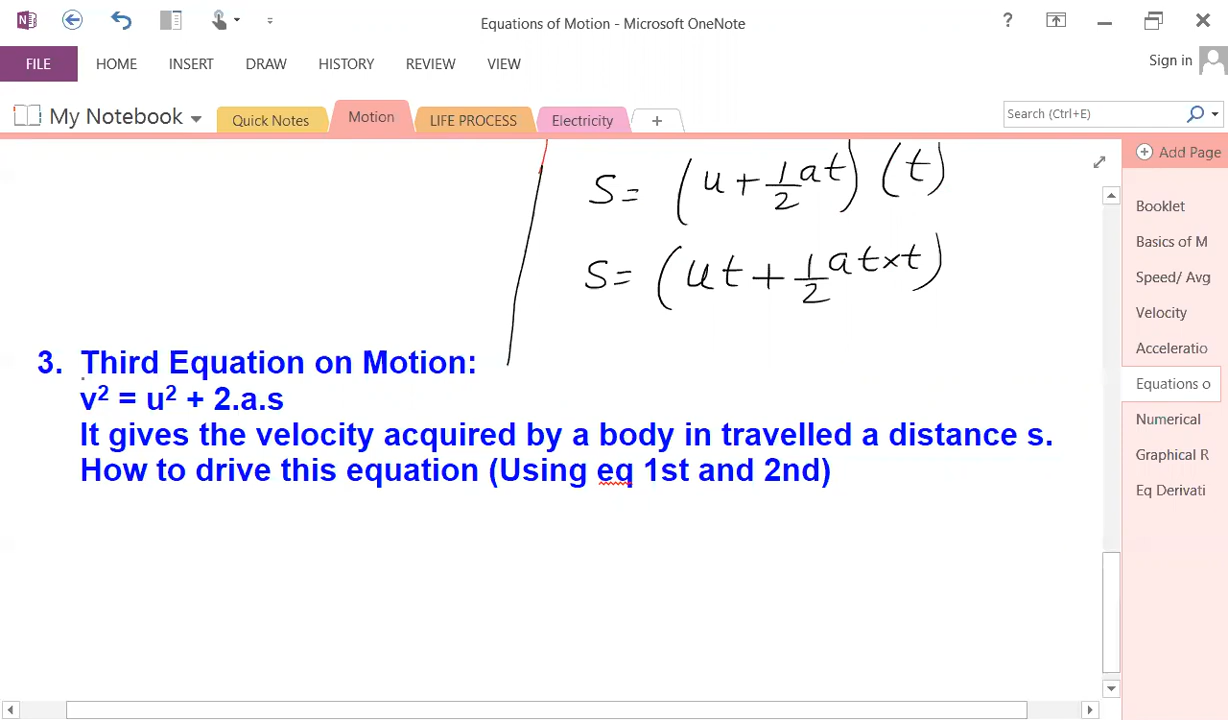 Equations of Motion - Microsoft OneNote
FILE HOME INSERT DRAW HISTORY REVIEW VIEW
Sign in
My Notebook
Quick Notes
Motion
LIFE PROCESS
Electricity
Search (Ctrl+E)
Add Page
Booklet
Basics of M
Speed/ Avg
Velocity
Acceleratio
Equations o
Numerical
Graphical R
Eq Derivati
S = (u + 1/2 at) (t)
S = (ut + 1/2 at×t)
3. Third Equation on Motion:
v² = u² + 2.a.s
It gives the velocity acquired by a body in travelled a distance s.
How to drive this equation (Using eq 1st and 2nd)